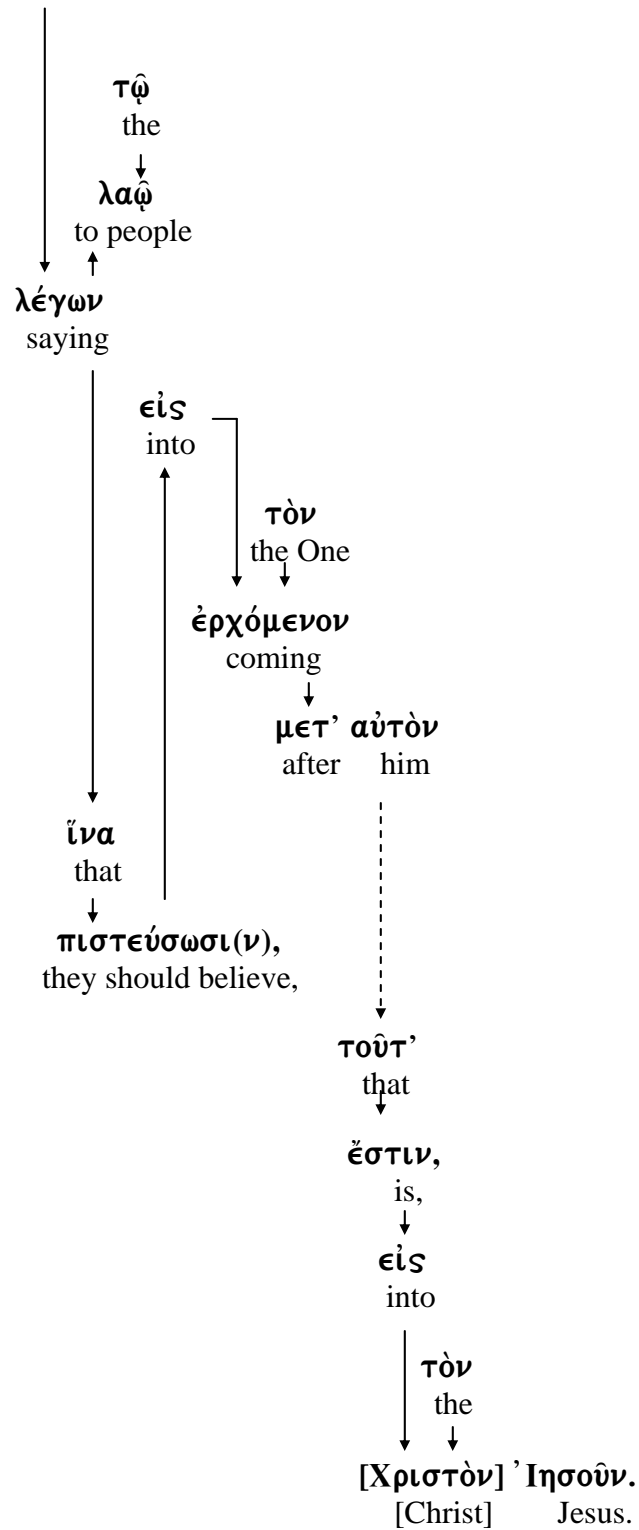 τῷ
the
λαῷ
to people
λέγων
saying
εἰς
into
τὸν
the One
ἐρχόμενον
coming
μετ’ αὐτὸν
after him
ἵνα
that
πιστεύσωσι(ν),
they should believe,
τοῦτ’
that
ἔστιν,
is,
εἰς
into
τὸν
the
[Χριστὸν] ’Ιησοῦν.
[Christ] Jesus.